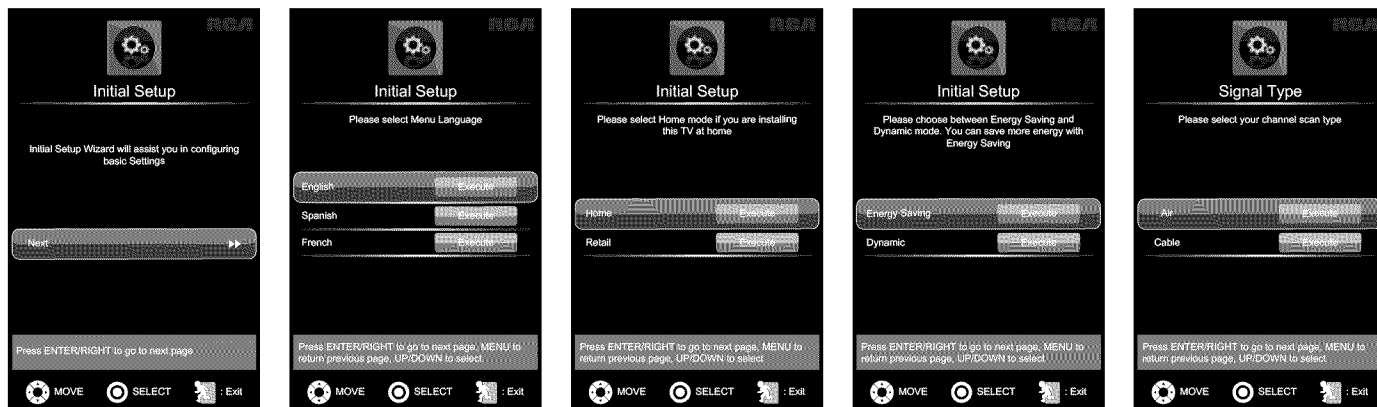 RCA
Initial Setup
Initial Setup Wizard will assist you in configuring
basic Settings
Next
Press ENTER/RIGHT to go to next page
MOVE SELECT : Exit
RCA
Initial Setup
Please select Menu Language
English Execute
Spanish Execute
French Execute
Press ENTER/RIGHT to go to next page, MENU to
return previous page, UP/DOWN to select
MOVE SELECT : Exit
RCA
Initial Setup
Please select Home mode if you are installing
this TV at home
Home Execute
Retail Execute
Press ENTER/RIGHT to go to next page, MENU to
return previous page, UP/DOWN to select
MOVE SELECT : Exit
RCA
Initial Setup
Please choose between Energy Saving and
Dynamic mode. You can save more energy with
Energy Saving
Energy Saving Execute
Dynamic Execute
Press ENTER/RIGHT to go to next page, MENU to
return previous page, UP/DOWN to select
MOVE SELECT : Exit
RCA
Signal Type
Please select your channel scan type
Air Execute
Cable Execute
Press ENTER/RIGHT to go to next page, MENU to
return previous page, UP/DOWN to select
MOVE SELECT : Exit